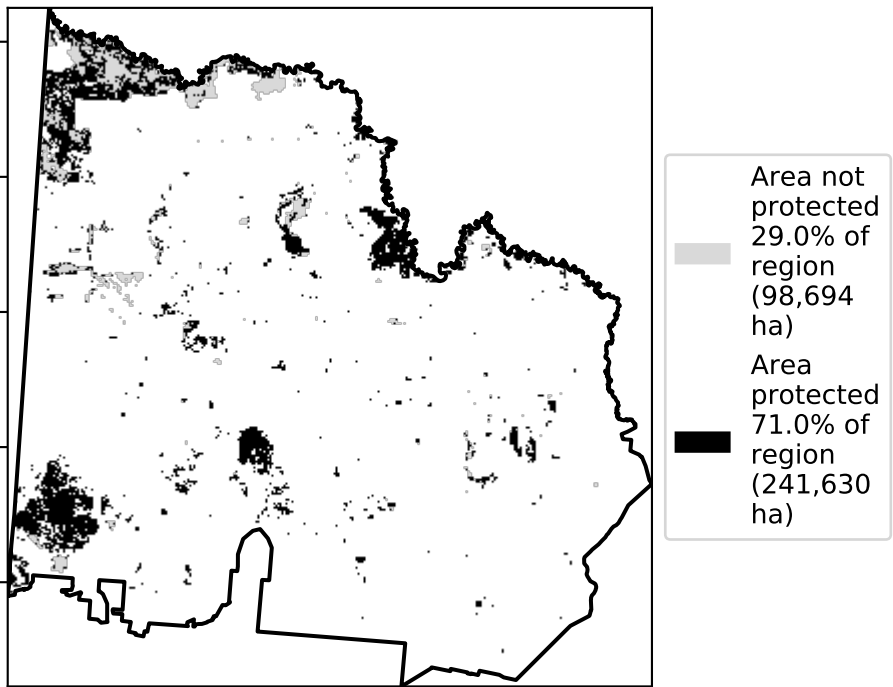 Area not
protected
29.0% of
region
(98,694
ha)
Area
protected
71.0% of
region
(241,630
ha)